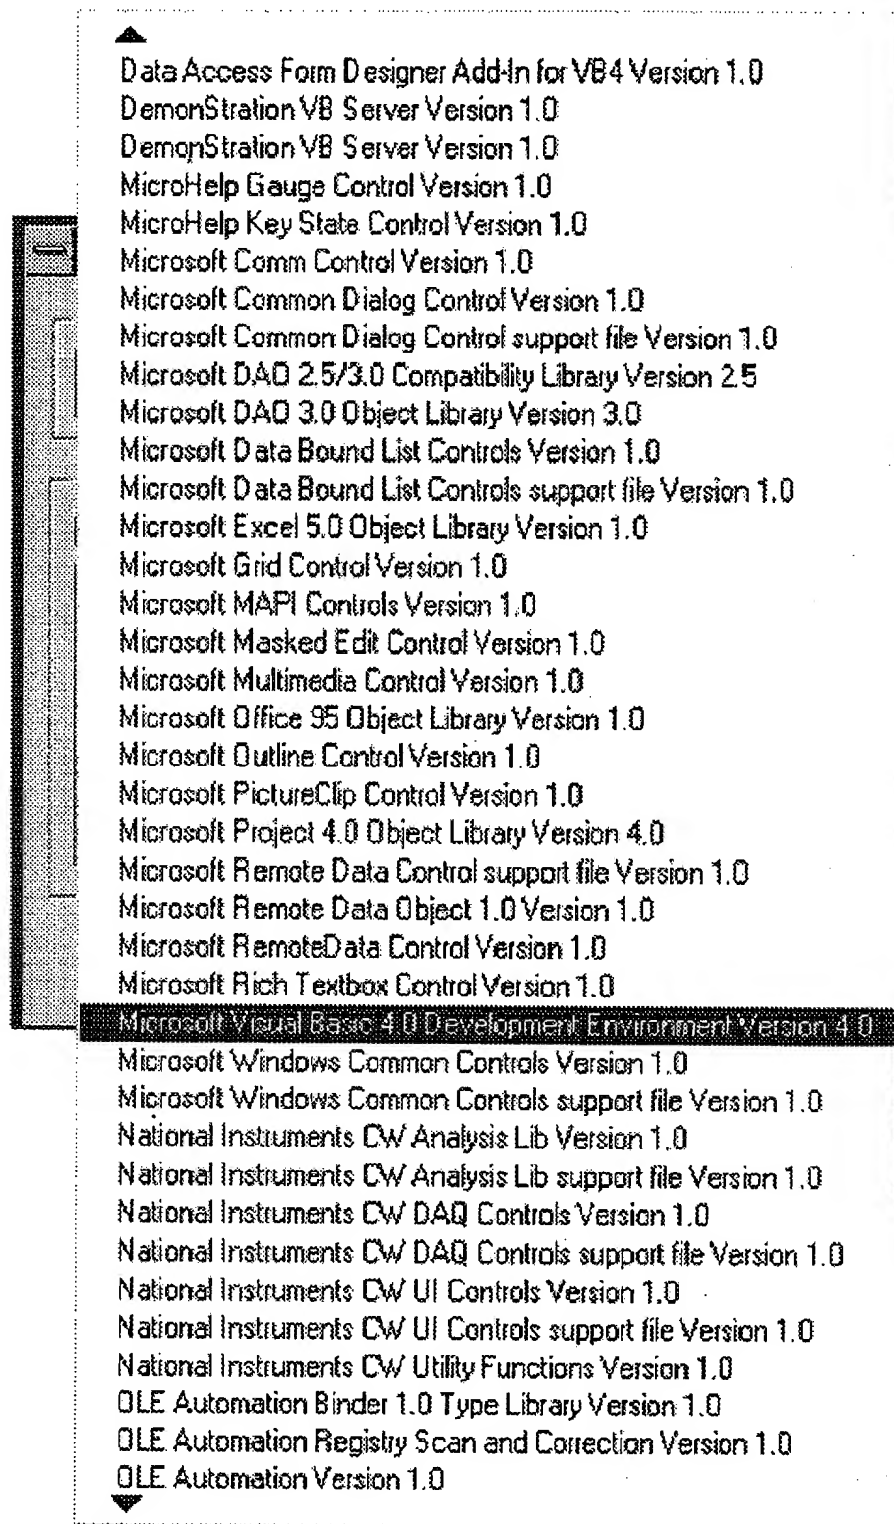 Data Access Form Designer Add-In for VB4 Version 1.0
DemonStration VB Server Version 1.0
DemonStration VB Server Version 1.0
MicroHelp Gauge Control Version 1.0
MicroHelp Key State Control Version 1.0
Microsoft Comm Control Version 1.0
Microsoft Common Dialog Control Version 1.0
Microsoft Common Dialog Control support file Version 1.0
Microsoft DAO 2.5/3.0 Compatibility Library Version 2.5
Microsoft DAO 3.0 Object Library Version 3.0
Microsoft Data Bound List Controls Version 1.0
Microsoft Data Bound List Controls support file Version 1.0
Microsoft Excel 5.0 Object Library Version 1.0
Microsoft Grid Control Version 1.0
Microsoft MAPI Controls Version 1.0
Microsoft Masked Edit Control Version 1.0
Microsoft Multimedia Control Version 1.0
Microsoft Office 95 Object Library Version 1.0
Microsoft Outline Control Version 1.0
Microsoft PictureClip Control Version 1.0
Microsoft Project 4.0 Object Library Version 4.0
Microsoft Remote Data Control support file Version 1.0
Microsoft Remote Data Object 1.0 Version 1.0
Microsoft RemoteData Control Version 1.0
Microsoft Rich Textbox Control Version 1.0
Microsoft Visual Basic 4.0 Development Environment Version 4.0
Microsoft Windows Common Controls Version 1.0
Microsoft Windows Common Controls support file Version 1.0
National Instruments CW Analysis Lib Version 1.0
National Instruments CW Analysis Lib support file Version 1.0
National Instruments CW DAQ Controls Version 1.0
National Instruments CW DAQ Controls support file Version 1.0
National Instruments CW UI Controls Version 1.0
National Instruments CW UI Controls support file Version 1.0
National Instruments CW Utility Functions Version 1.0
OLE Automation Binder 1.0 Type Library Version 1.0
OLE Automation Registry Scan and Correction Version 1.0
OLE Automation Version 1.0